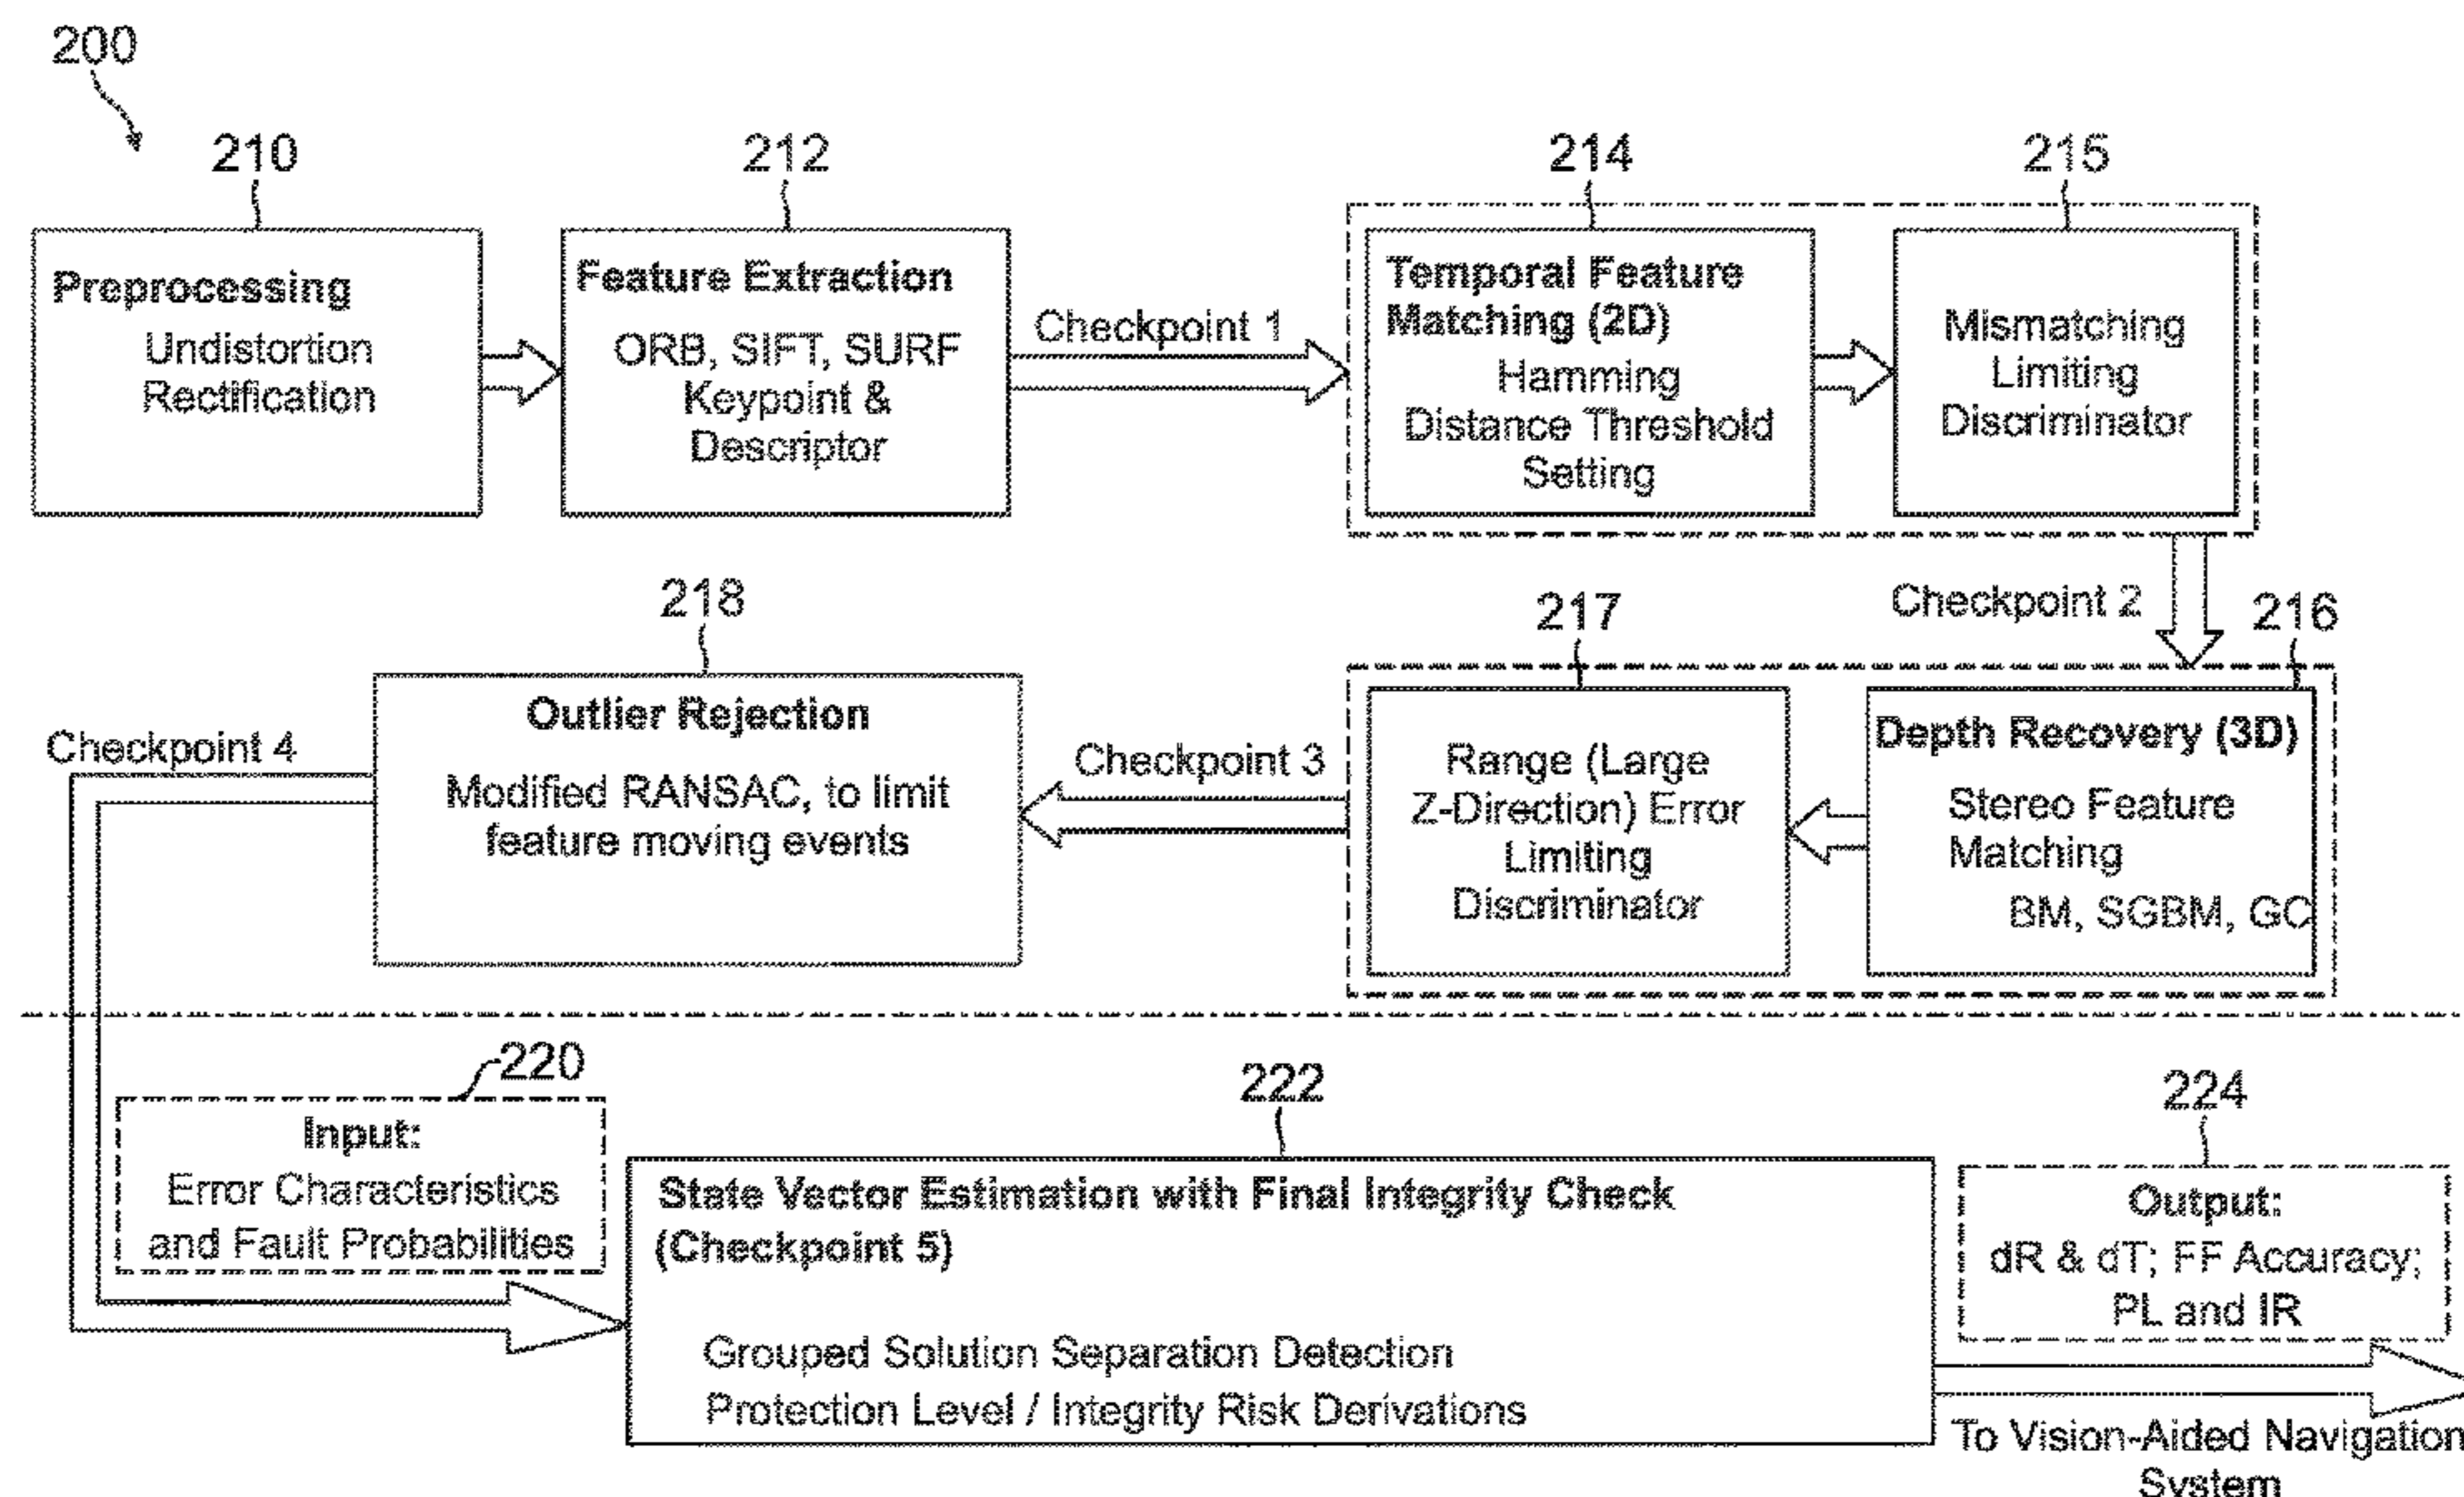 200
210
212
214
215
Preprocessing
Undistortion
Rectification
Feature Extraction
ORB, SIFT, SURF
Keypoint &
Descriptor
Checkpoint 1
Temporal Feature
Matching (2D)
Hamming
Distance Threshold
Setting
Mismatching
Limiting
Discriminator
Checkpoint 2
216
Depth Recovery (3D)
Stereo Feature
Matching
BM, SGBM, GC
217
Range (Large
Z-Direction) Error
Limiting
Discriminator
Checkpoint 3
218
Outlier Rejection
Modified RANSAC, to limit
feature moving events
Checkpoint 4
220
Input:
Error Characteristics
and Fault Probabilities
222
State Vector Estimation with Final Integrity Check
(Checkpoint 5)
Grouped Solution Separation Detection
Protection Level / Integrity Risk Derivations
224
Output:
dR & dT; FF Accuracy;
PL and IR
To Vision-Aided Navigation
System